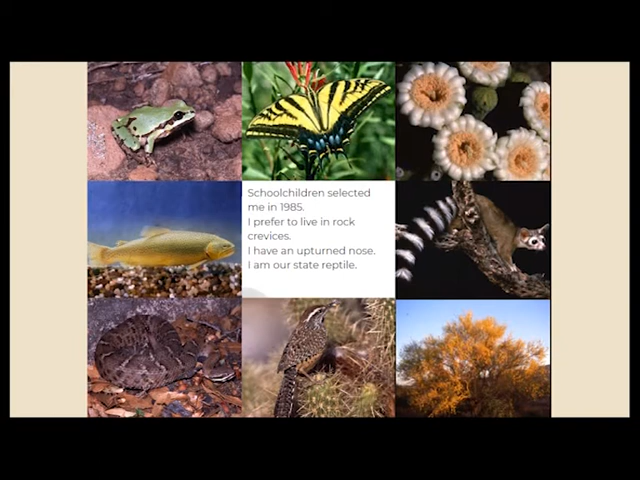 Schoolchildren selected
me in 1985.
I prefer to live in rock
crevices.
I have an upturned nose.
I am our state reptile.